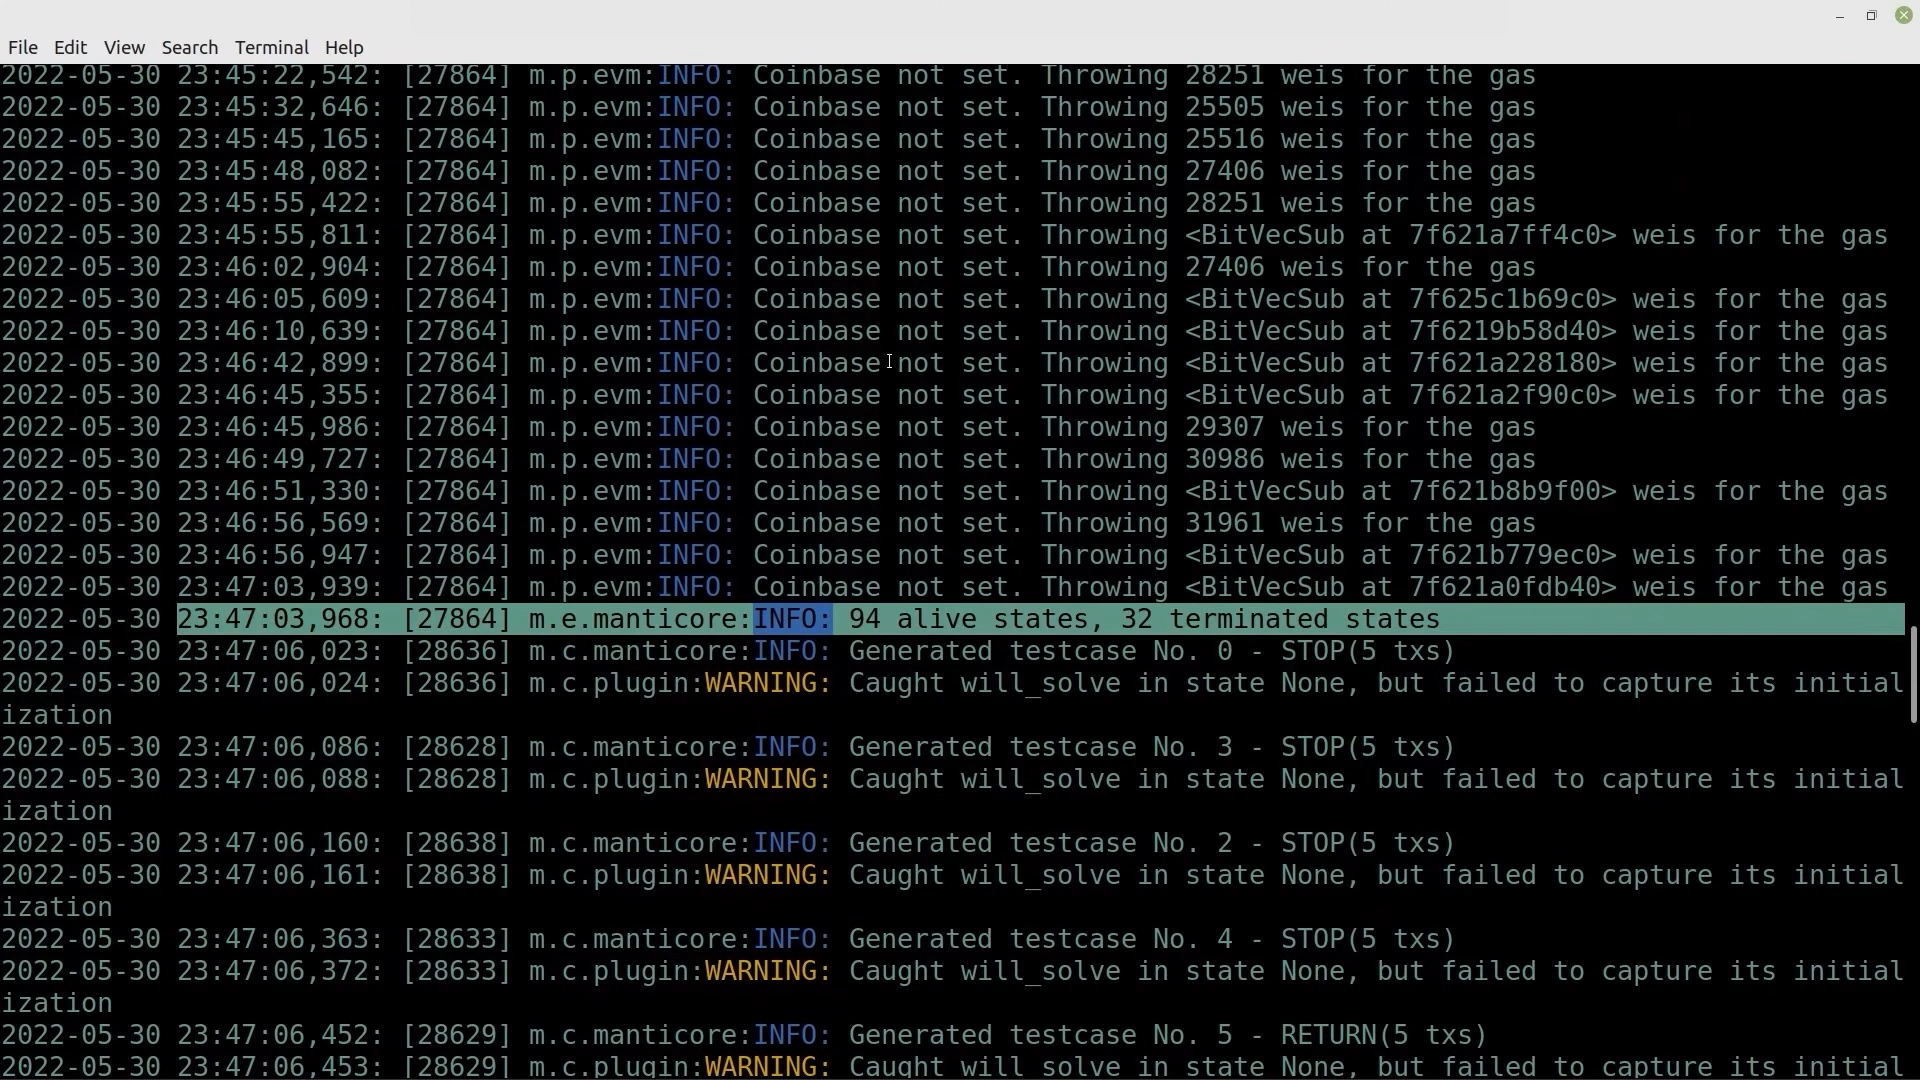 File Edit View Search Terminal Help
2022-05-30 23:45:22,542: [27864] m.p.evm:INFO: Coinbase not set. Throwing 28251 weis for the gas
2022-05-30 23:45:32,646: [27864] m.p.evm:INFO: Coinbase not set. Throwing 25505 weis for the gas
2022-05-30 23:45:45,165: [27864] m.p.evm:INFO: Coinbase not set. Throwing 25516 weis for the gas
2022-05-30 23:45:48,082: [27864] m.p.evm:INFO: Coinbase not set. Throwing 27406 weis for the gas
2022-05-30 23:45:55,422: [27864] m.p.evm:INFO: Coinbase not set. Throwing 28251 weis for the gas
2022-05-30 23:45:55,811: [27864] m.p.evm:INFO: Coinbase not set. Throwing <BitVecSub at 7f621a7ff4c0> weis for the gas
2022-05-30 23:46:02,904: [27864] m.p.evm:INFO: Coinbase not set. Throwing 27406 weis for the gas
2022-05-30 23:46:05,609: [27864] m.p.evm:INFO: Coinbase not set. Throwing <BitVecSub at 7f625c1b69c0> weis for the gas
2022-05-30 23:46:10,639: [27864] m.p.evm:INFO: Coinbase not set. Throwing <BitVecSub at 7f6219b58d40> weis for the gas
2022-05-30 23:46:42,899: [27864] m.p.evm:INFO: Coinbase not set. Throwing <BitVecSub at 7f621a228180> weis for the gas
2022-05-30 23:46:45,355: [27864] m.p.evm:INFO: Coinbase not set. Throwing <BitVecSub at 7f621a2f90c0> weis for the gas
2022-05-30 23:46:45,986: [27864] m.p.evm:INFO: Coinbase not set. Throwing 29307 weis for the gas
2022-05-30 23:46:49,727: [27864] m.p.evm:INFO: Coinbase not set. Throwing 30986 weis for the gas
2022-05-30 23:46:51,330: [27864] m.p.evm:INFO: Coinbase not set. Throwing <BitVecSub at 7f621b8b9f00> weis for the gas
2022-05-30 23:46:56,569: [27864] m.p.evm:INFO: Coinbase not set. Throwing 31961 weis for the gas
2022-05-30 23:46:56,947: [27864] m.p.evm:INFO: Coinbase not set. Throwing <BitVecSub at 7f621b779ec0> weis for the gas
2022-05-30 23:47:03,939: [27864] m.p.evm:INFO: Coinbase not set. Throwing <BitVecSub at 7f621a0fdb40> weis for the gas
2022-05-30 23:47:03,968: [27864] m.e.manticore:INFO: 94 alive states, 32 terminated states
2022-05-30 23:47:06,023: [28636] m.c.manticore:INFO: Generated testcase No. 0 - STOP(5 txs)
2022-05-30 23:47:06,024: [28636] m.c.plugin:WARNING: Caught will_solve in state None, but failed to capture its initial
ization
2022-05-30 23:47:06,086: [28628] m.c.manticore:INFO: Generated testcase No. 3 - STOP(5 txs)
2022-05-30 23:47:06,088: [28628] m.c.plugin:WARNING: Caught will_solve in state None, but failed to capture its initial
ization
2022-05-30 23:47:06,160: [28638] m.c.manticore:INFO: Generated testcase No. 2 - STOP(5 txs)
2022-05-30 23:47:06,161: [28638] m.c.plugin:WARNING: Caught will_solve in state None, but failed to capture its initial
ization
2022-05-30 23:47:06,363: [28633] m.c.manticore:INFO: Generated testcase No. 4 - STOP(5 txs)
2022-05-30 23:47:06,372: [28633] m.c.plugin:WARNING: Caught will_solve in state None, but failed to capture its initial
ization
2022-05-30 23:47:06,452: [28629] m.c.manticore:INFO: Generated testcase No. 5 - RETURN(5 txs)
2022-05-30 23:47:06,453: [28629] m.c.plugin:WARNING: Caught will_solve in state None, but failed to capture its initial